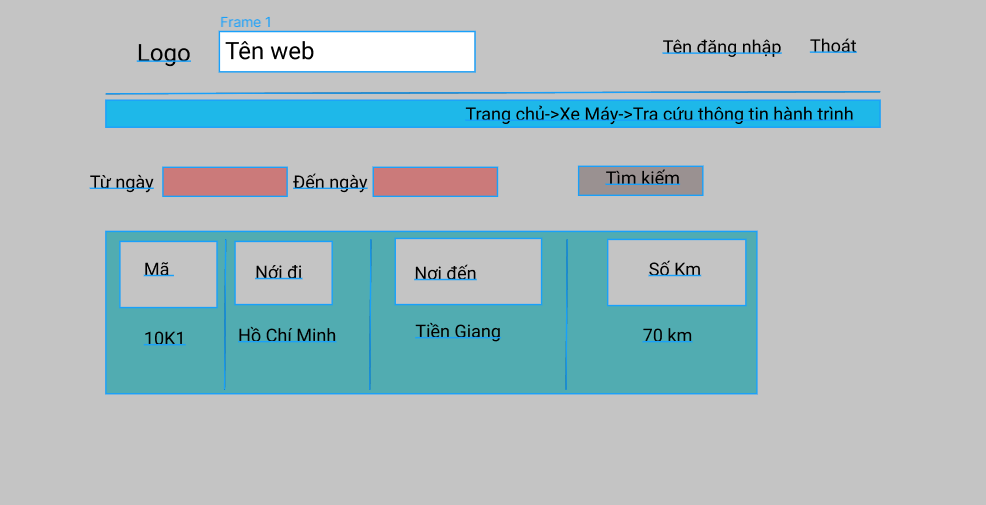 Frame 1
Logo Tên web Tên đăng nhập Thoát
Trang chủ->Xe Máy->Tra cứu thông tin hành trình
Từ ngày Đến ngày Tìm kiếm
Mã Nới đi Nơi đến Số Km
10K1 Hồ Chí Minh Tiền Giang 70 km